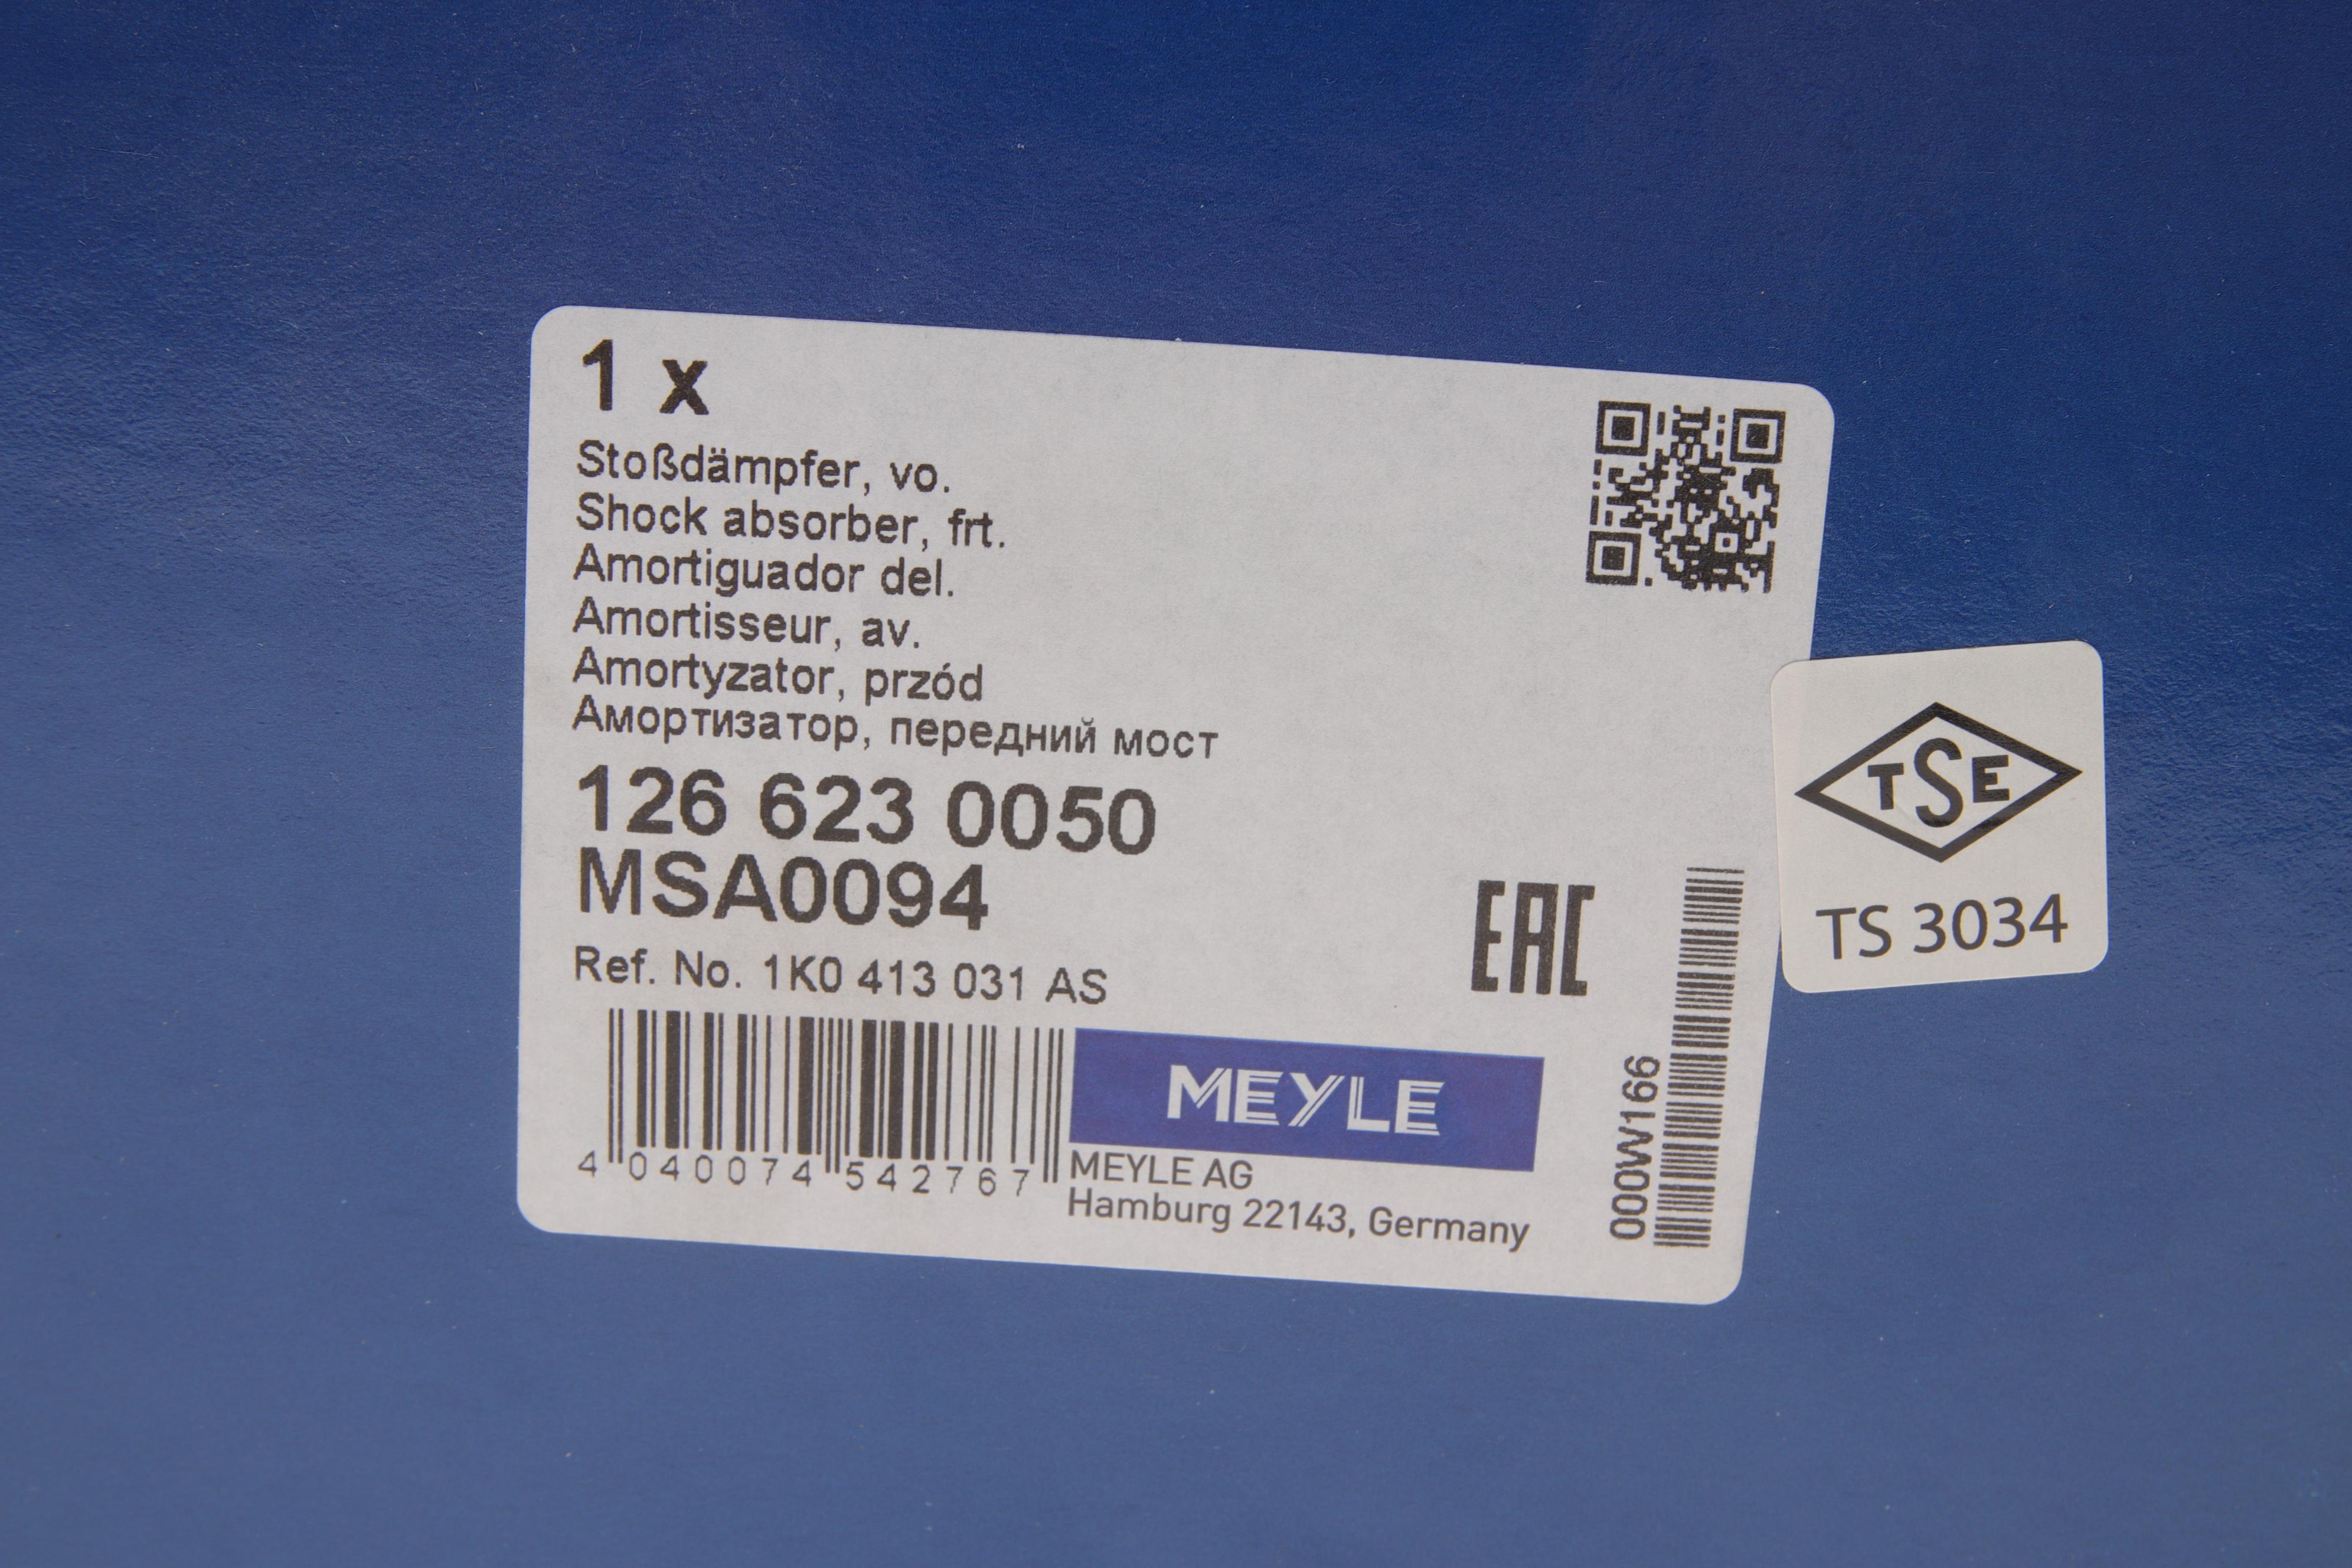 1 x
Stoßdämpfer, vo.
Shock absorber, frt.
Amortiguador del.
Amortisseur, av.
Amortyzator, przód
Амортизатор, передний мост
126 623 0050
MSA0094
Ref. No. 1K0 413 031 AS
4 040074 542767
EAC
MEYLE
MEYLE AG
Hamburg 22143, Germany
000W166
TSE
TS 3034